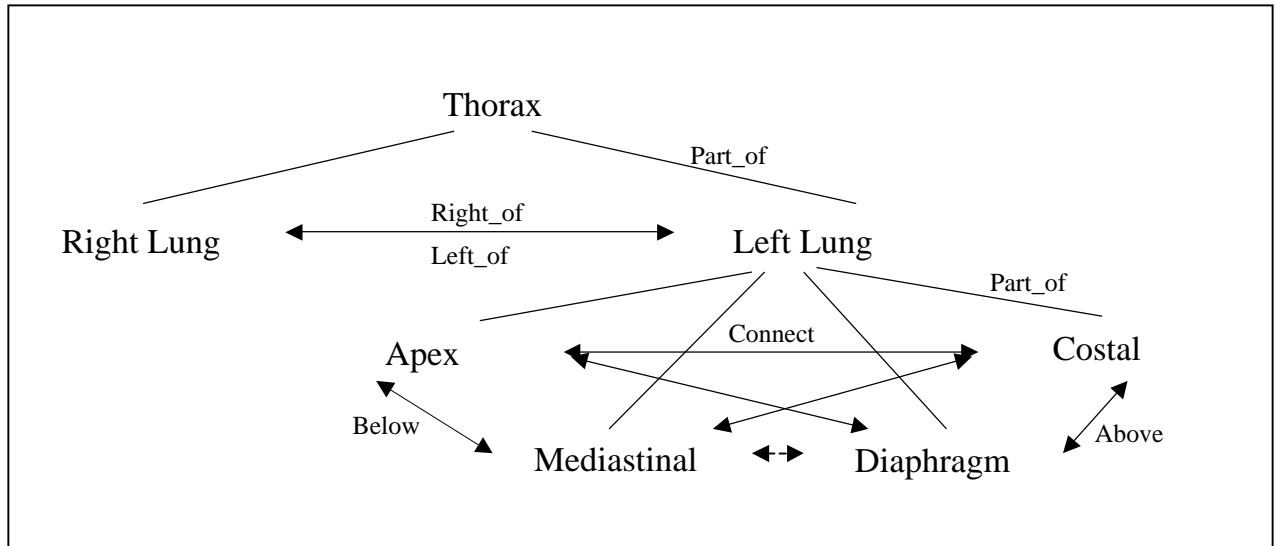 Thorax
Part_of
Right Lung
Right_of
Left_of
Left Lung
Part_of
Connect
Apex
Costal
Below
Above
Mediastinal
Diaphragm